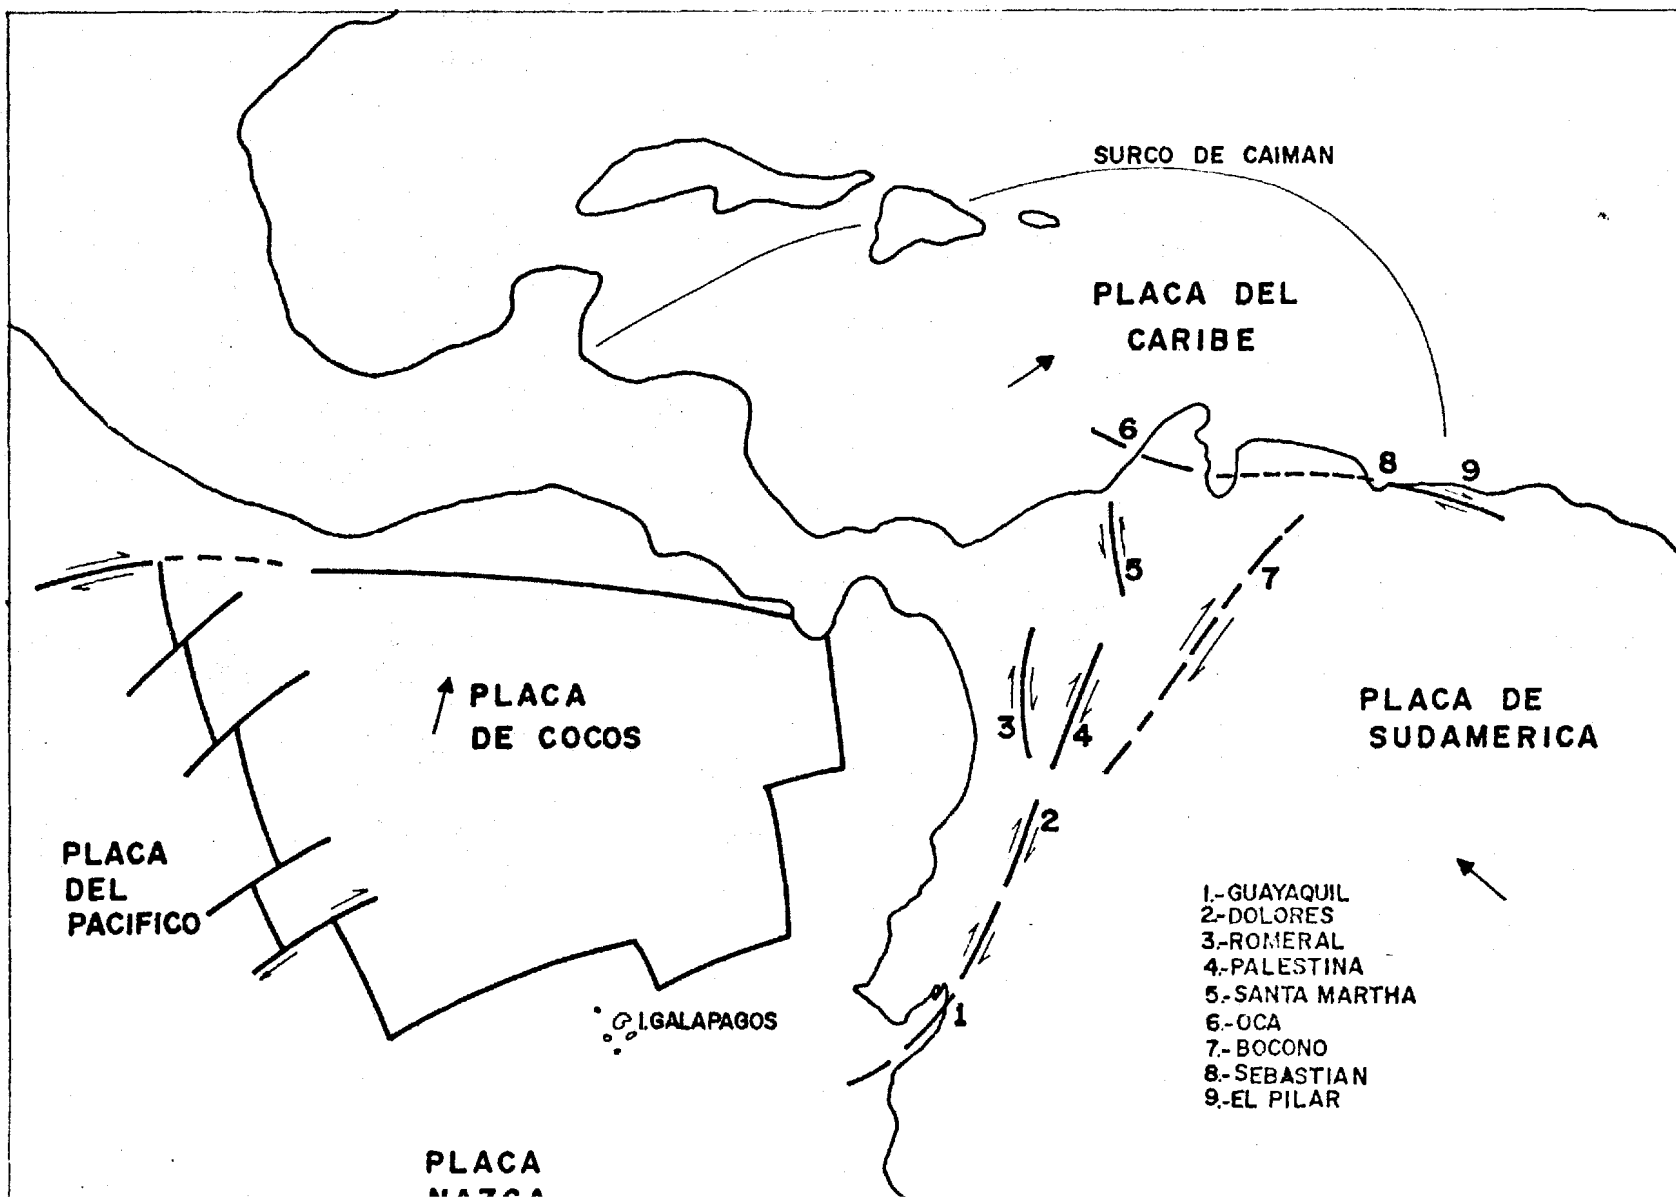 SURCO DE CAIMAN
PLACA DEL
CARIBE
6
8
9
5
7
PLACA
DE COCOS
3
4
PLACA DE
SUDAMERICA
2
PLACA
DEL
PACIFICO
1.-GUAYAQUIL
2-DOLORES
3.-ROMERAL
4.-PALESTINA
5.-SANTA MARTHA
6.-OCA
7.-BOCONO
8.-SEBASTIAN
9.-EL PILAR
I.GALAPAGOS
1
PLACA
NAZCA